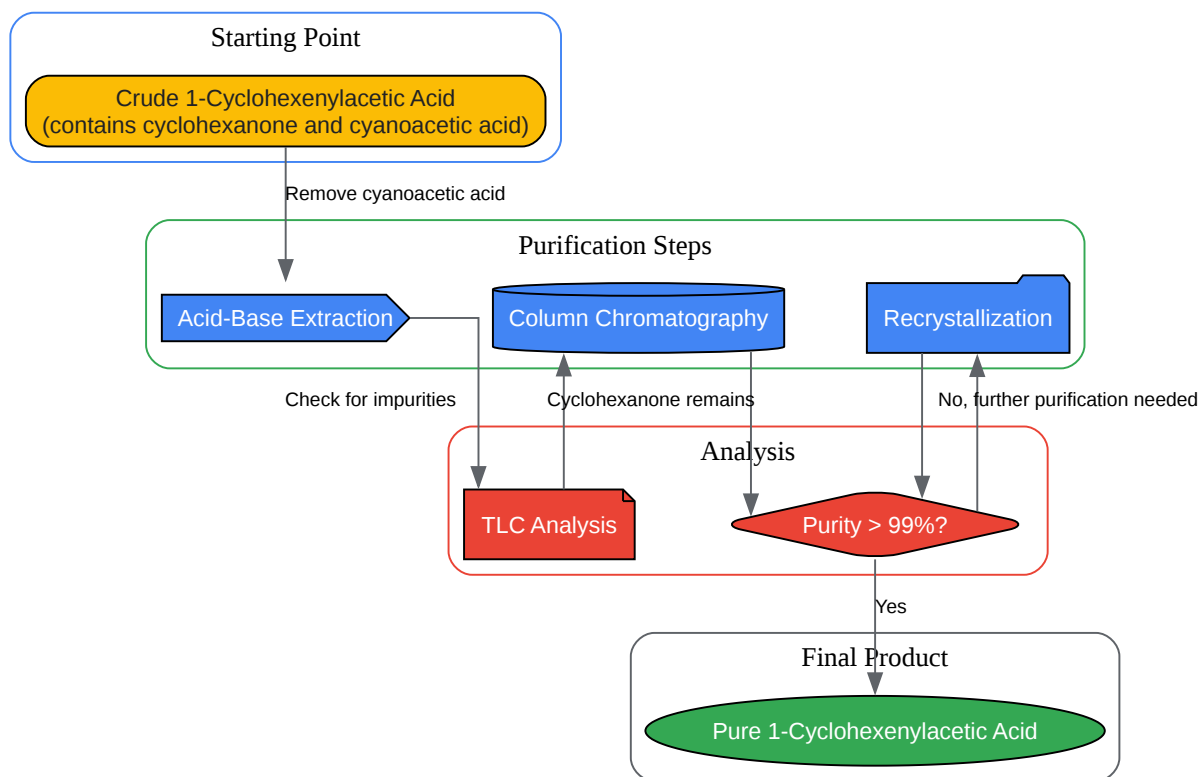 Starting Point
Crude 1-Cyclohexenylacetic Acid
(contains cyclohexanone and cyanoacetic acid)
Remove cyanoacetic acid
Purification Steps
Acid-Base Extraction
Column Chromatography
Recrystallization
Check for impurities
Cyclohexanone remains
No, further purification needed
Analysis
TLC Analysis
Purity > 99%?
Yes
Final Product
Pure 1-Cyclohexenylacetic Acid